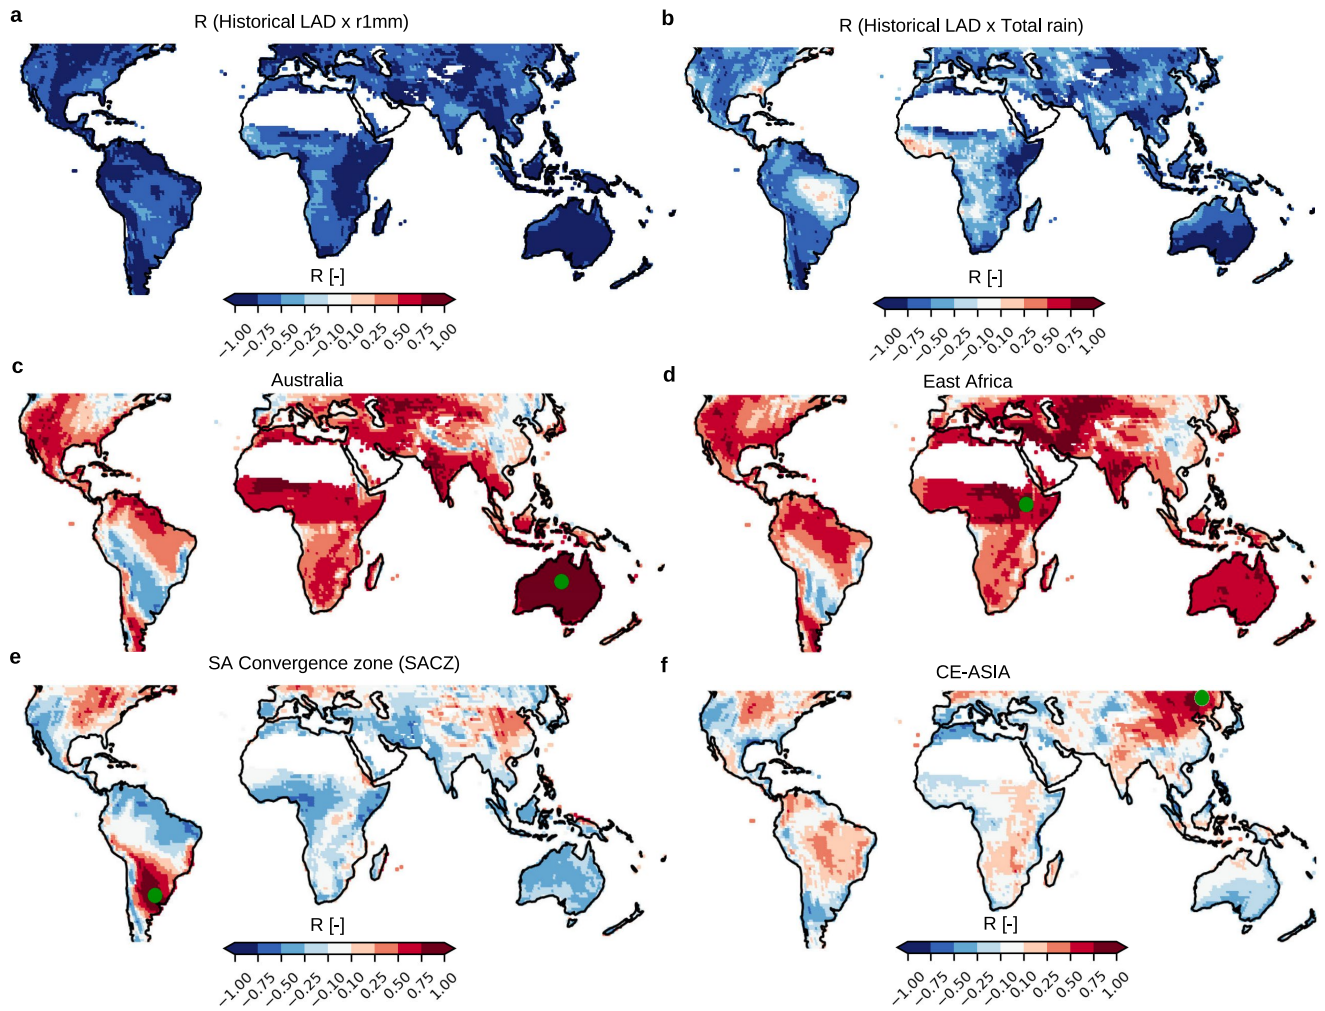 a
R (Historical LAD x r1mm)
R [-]
−1.00 −0.75 −0.50 −0.25 −0.10 0.10 0.25 0.50 0.75 1.00
b
R (Historical LAD x Total rain)
R [-]
−1.00 −0.75 −0.50 −0.25 −0.10 0.10 0.25 0.50 0.75 1.00
c
Australia
d
East Africa
e
SA Convergence zone (SACZ)
R [-]
−1.00 −0.75 −0.50 −0.25 −0.10 0.10 0.25 0.50 0.75 1.00
f
CE-ASIA
R [-]
−1.00 −0.75 −0.50 −0.25 −0.10 0.10 0.25 0.50 0.75 1.00